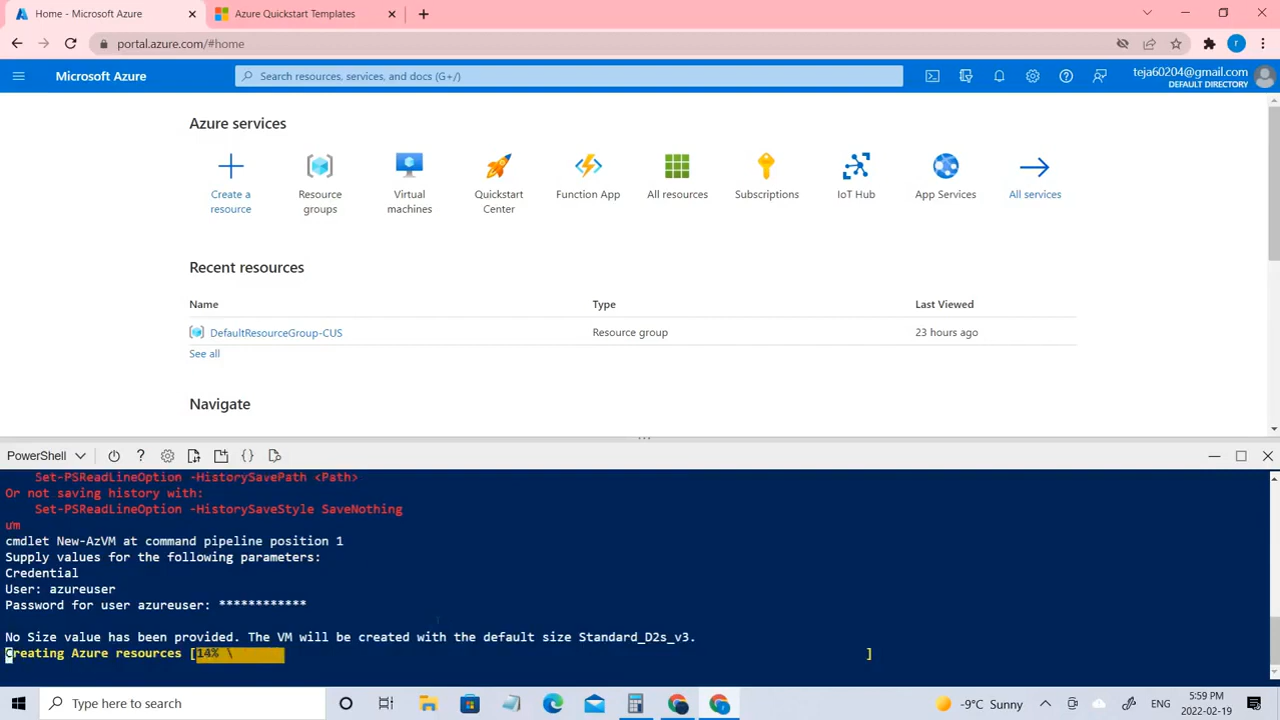 Home - Microsoft Azure
Azure Quickstart Templates
portal.azure.com/#home
Microsoft Azure
Search resources, services, and docs (G+/)
teja60204@gmail.com
DEFAULT DIRECTORY
Azure services
Create a resource
Resource groups
Virtual machines
Quickstart Center
Function App
All resources
Subscriptions
IoT Hub
App Services
All services
Recent resources
Name Type Last Viewed
DefaultResourceGroup-CUS Resource group 23 hours ago
See all
Navigate
PowerShell
Set-PSReadLineOption -HistorySavePath <Path>
Or not saving history with:
Set-PSReadLineOption -HistorySaveStyle SaveNothing
cmdlet New-AzVM at command pipeline position 1
Supply values for the following parameters:
Credential
User: azureuser
Password for user azureuser: ************
No Size value has been provided. The VM will be created with the default size Standard_D2s_v3.
Creating Azure resources [14% \ ]
Type here to search
-9°C Sunny
ENG
5:59 PM
2022-02-19